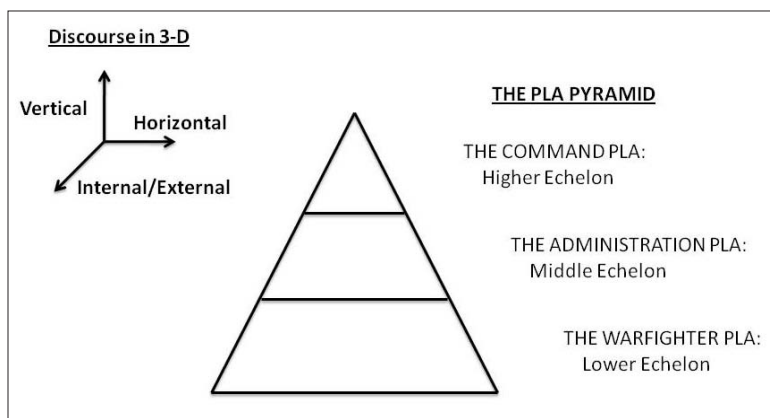 Discourse in 3-D
Vertical
Horizontal
Internal/External
THE PLA PYRAMID
THE COMMAND PLA:
Higher Echelon
THE ADMINISTRATION PLA:
Middle Echelon
THE WARFIGHTER PLA:
Lower Echelon